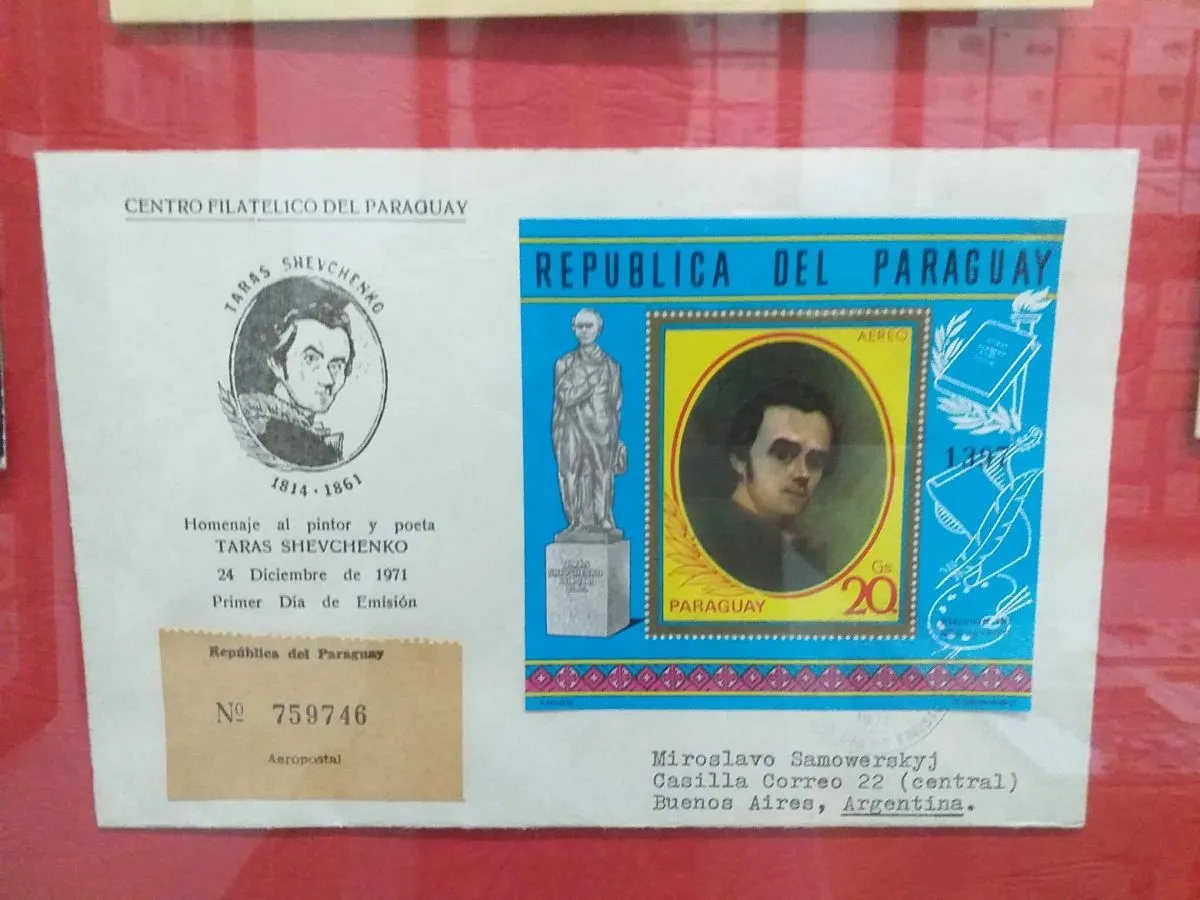 CENTRO FILATELICO DEL PARAGUAY
TARAS SHEVCHENKO
1814 · 1861
Homenaje al pintor y poeta
TARAS SHEVCHENKO
24 Diciembre de 1971
Primer Dia de Emisión
República del Paraguay
Nº 759746
Aeropostal
REPUBLICA DEL PARAGUAY
AEREO
Gs.
20
PARAGUAY
Miroslavo Samowerskyj
Casilla Correo 22 (central)
Buenos Aires, Argentina.